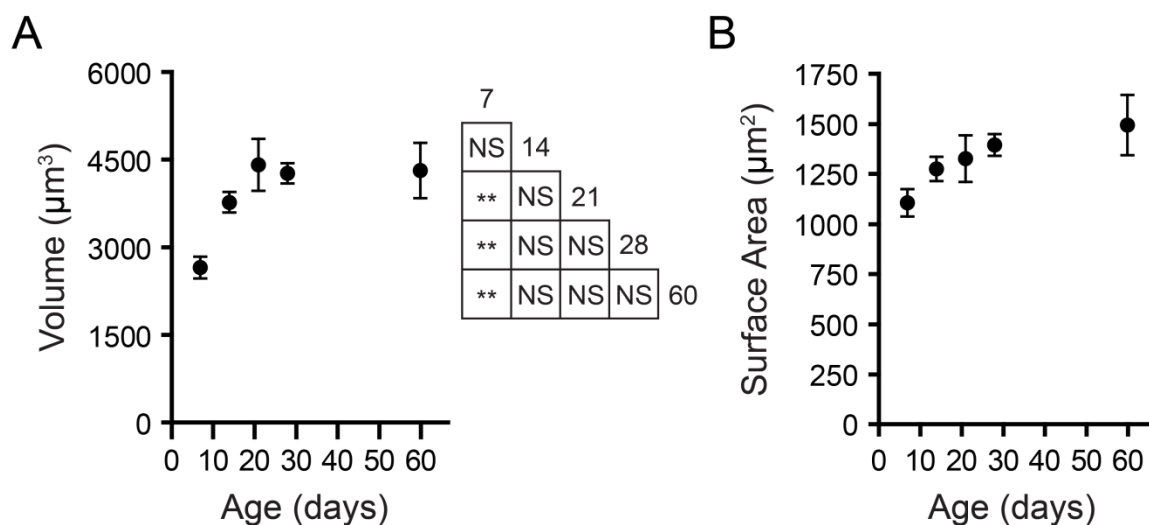 A
Volume (µm³)
6000
4500
3000
1500
0
0 10 20 30 40 50 60
Age (days)
7
NS 14
** NS 21
** NS NS 28
** NS NS NS 60
B
Surface Area (µm²)
1750
1500
1250
1000
750
500
250
0
0 10 20 30 40 50 60
Age (days)